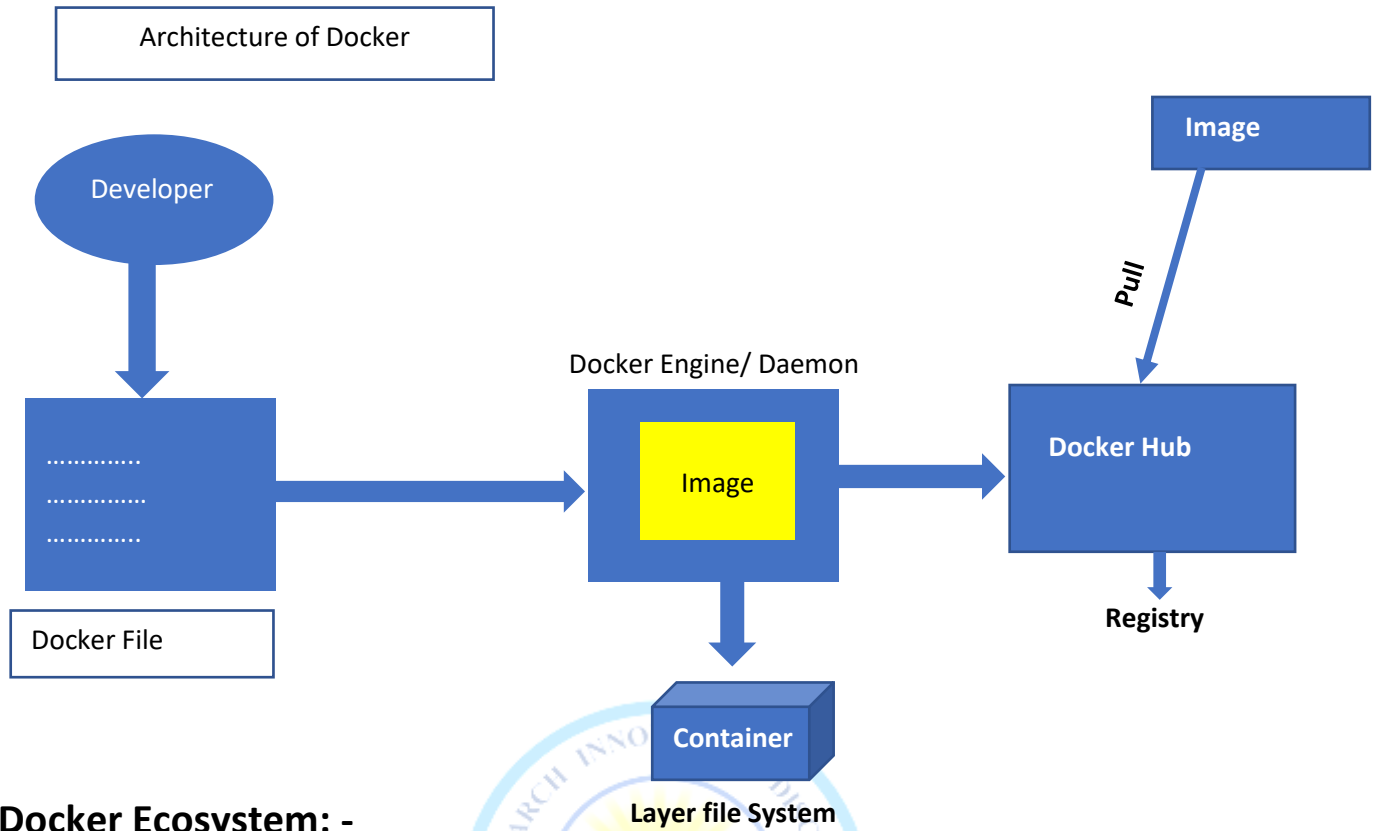 Architecture of Docker
Image
Developer
Pull
Docker Engine/ Daemon
Docker Hub
…………..
……………
…………..
Image
Registry
Docker File
Container
Layer file System
Docker Ecosystem: -